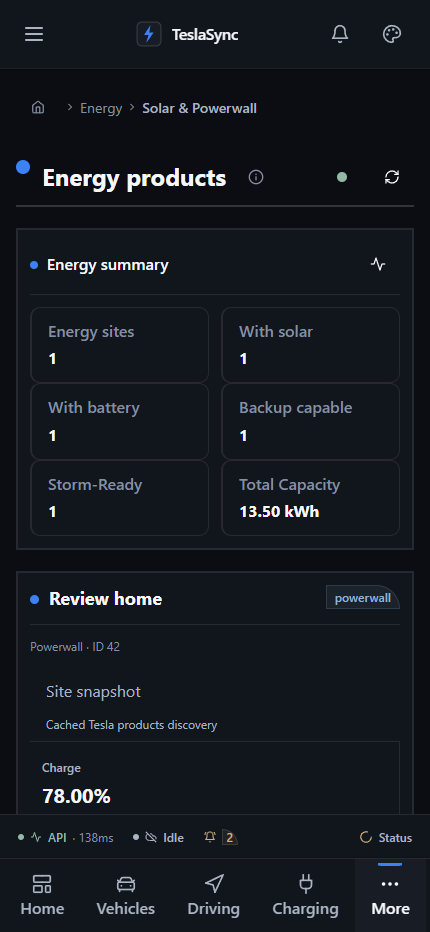 TeslaSync
Energy
Solar & Powerwall
Energy products
Energy summary
Energy sites
1
With solar
1
With battery
1
Backup capable
1
Storm-Ready
1
Total Capacity
13.50 kWh
Review home
powerwall
Powerwall · ID 42
Site snapshot
Cached Tesla products discovery
Charge
78.00%
API · 138ms
Idle
2
Status
Home
Vehicles
Driving
Charging
More